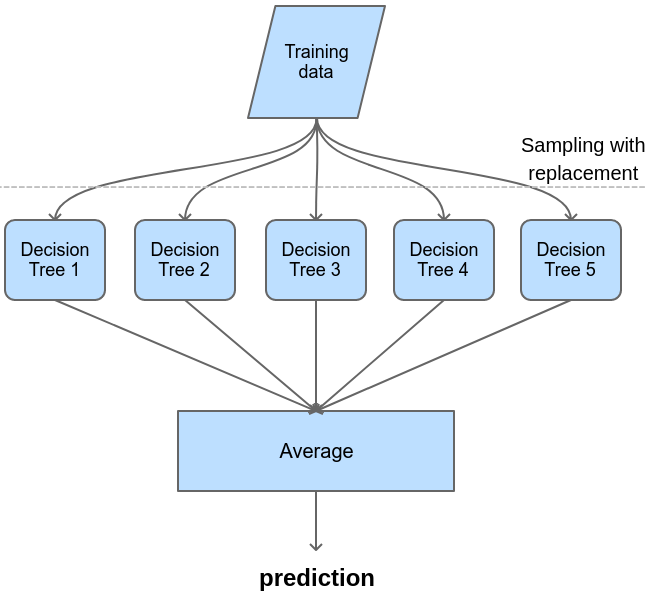 Training
data
Sampling with
replacement
Decision
Tree 1
Decision
Tree 2
Decision
Tree 3
Decision
Tree 4
Decision
Tree 5
Average
prediction